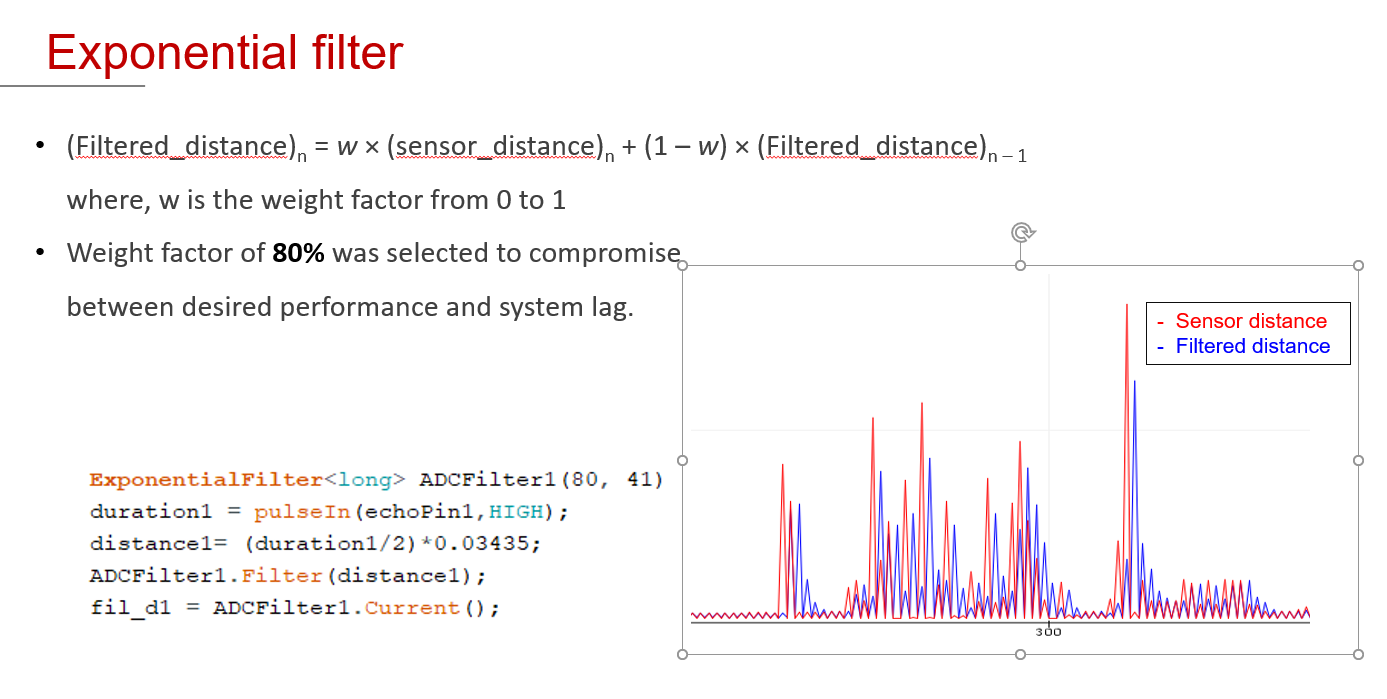 Exponential filter
• (Filtered_distance)n = w × (sensor_distance)n + (1 – w) × (Filtered_distance)n – 1
where, w is the weight factor from 0 to 1
• Weight factor of 80% was selected to compromise
between desired performance and system lag.
- Sensor distance
- Filtered distance
ExponentialFilter<long> ADCFilter1(80, 41)
duration1 = pulseIn(echoPin1,HIGH);
distance1= (duration1/2)*0.03435;
ADCFilter1.Filter(distance1);
fil_d1 = ADCFilter1.Current();
300